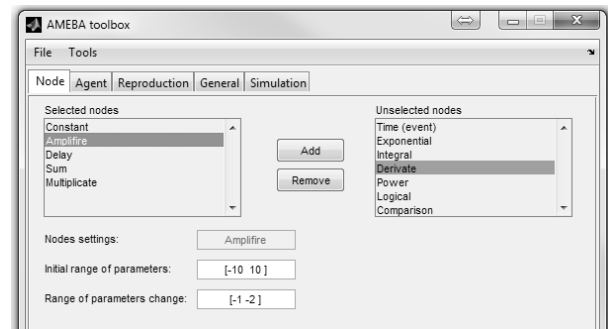 AMEBA toolbox
File Tools
Node Agent Reproduction General Simulation
Selected nodes
Constant
Amplifire
Delay
Sum
Multiplicate
Add
Remove
Unselected nodes
Time (event)
Exponential
Integral
Derivate
Power
Logical
Comparison
Nodes settings: Amplifire
Initial range of parameters: [-10 10 ]
Range of parameters change: [-1 -2 ]